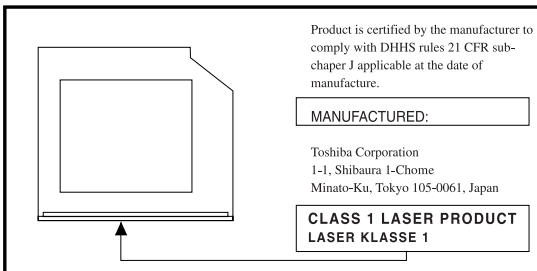 Product is certified by the manufacturer to
comply with DHHS rules 21 CFR sub-
chaper J applicable at the date of
manufacture.
MANUFACTURED:
Toshiba Corporation
1-1, Shibaura 1-Chome
Minato-Ku, Tokyo 105-0061, Japan
CLASS 1 LASER PRODUCT
LASER KLASSE 1